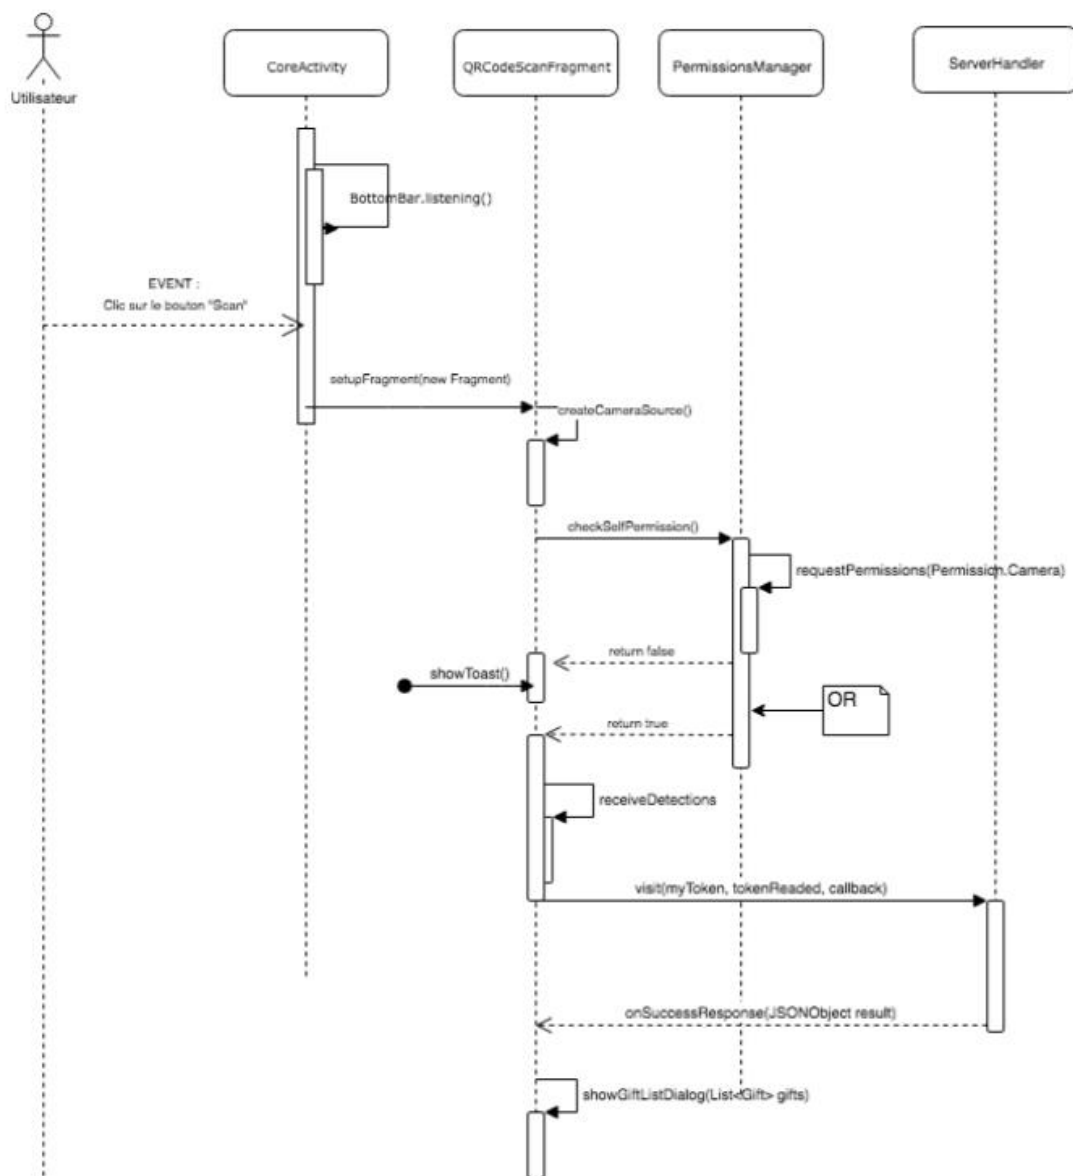 Utilisateur
CoreActivity
QRCodeScanFragment
PermissionsManager
ServerHandler
BottomBar.listening()
EVENT :
Clic sur le bouton "Scan"
setupFragment(new Fragment)
createCameraSource()
checkSelfPermission()
requestPermissions(Permission.Camera)
return false
showToast()
OR
return true
receiveDetections
visit(myToken, tokenReaded, callback)
onSuccessResponse(JSONObject result)
showGiftListDialog(List<Gift> gifts)